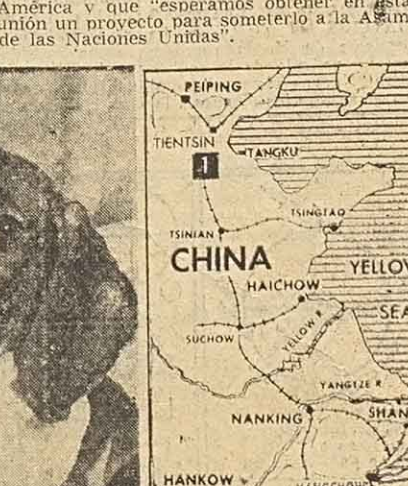 América y que "esperamos obtener en esta
unión un proyecto para someterlo a la Asam
de las Naciones Unidas".
PEIPING
TIENTSIN
TANGKU
1
TSINGTAO
TSINIAN
CHINA
YELLOW
HAICHOW
SEA
SUCHOW
YELLOW R.
YANGTZE R
NANKING
SHAN
HANKOW